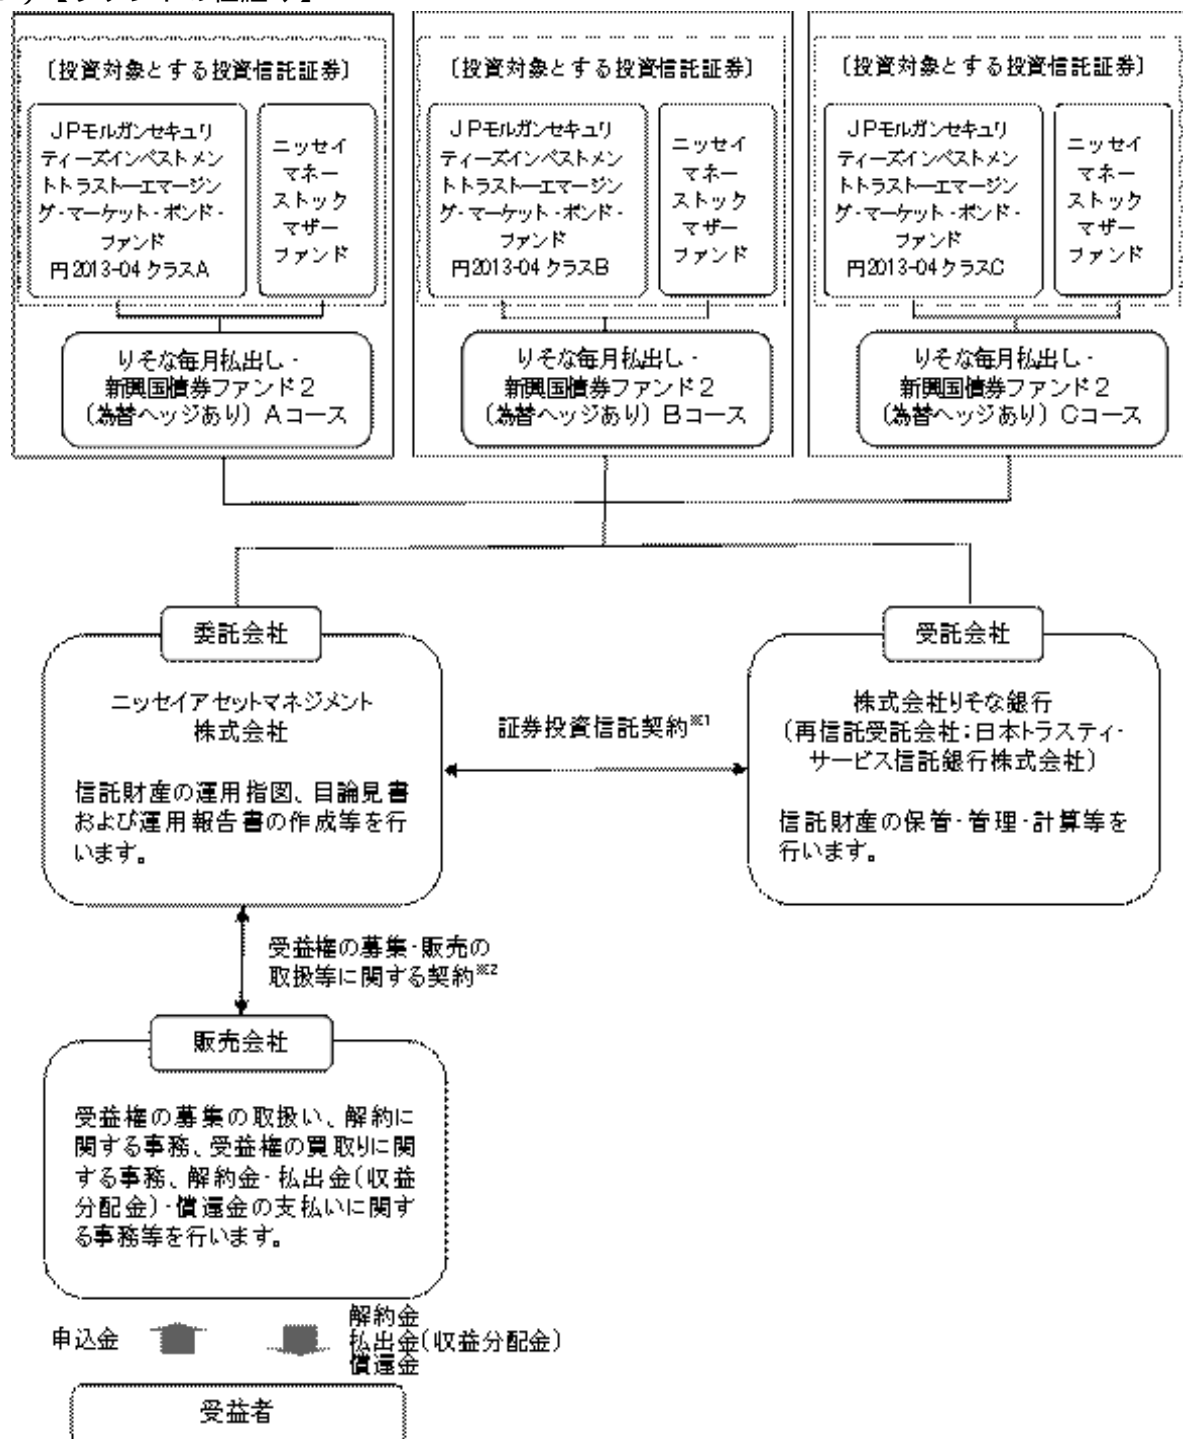 〔投資対象とする投資信託証券〕
JPモルガンセキュリ
ティーズインベストメン
トトラスト―エマージン
グ・マーケット・ボンド・
ファンド
円2013-04 クラスA
ニッセイ
マネー
ストック
マザー
ファンド
りそな毎月払出し・
新興国債券ファンド2
(為替ヘッジあり) Aコース
〔投資対象とする投資信託証券〕
JPモルガンセキュリ
ティーズインベストメン
トトラスト―エマージン
グ・マーケット・ボンド・
ファンド
円2013-04 クラスB
ニッセイ
マネー
ストック
マザー
ファンド
りそな毎月払出し・
新興国債券ファンド2
(為替ヘッジあり) Bコース
〔投資対象とする投資信託証券〕
JPモルガンセキュリ
ティーズインベストメン
トトラスト―エマージン
グ・マーケット・ボンド・
ファンド
円2013-04 クラスC
ニッセイ
マネー
ストック
マザー
ファンド
りそな毎月払出し・
新興国債券ファンド2
(為替ヘッジあり) Cコース
委託会社
ニッセイアセットマネジメント
株式会社
信託財産の運用指図、目論見書
および運用報告書の作成等を行
います。
証券投資信託契約※1
受託会社
株式会社りそな銀行
(再信託受託会社:日本トラスティ・
サービス信託銀行株式会社)
信託財産の保管・管理・計算等を
行います。
受益権の募集・販売の
取扱等に関する契約※2
販売会社
受益権の募集の取扱い、解約に
関する事務、受益権の買取りに関
する事務、解約金・払出金(収益
分配金)・償還金の支払いに関す
る事務等を行います。
申込金
解約金
払出金(収益分配金)
償還金
受益者